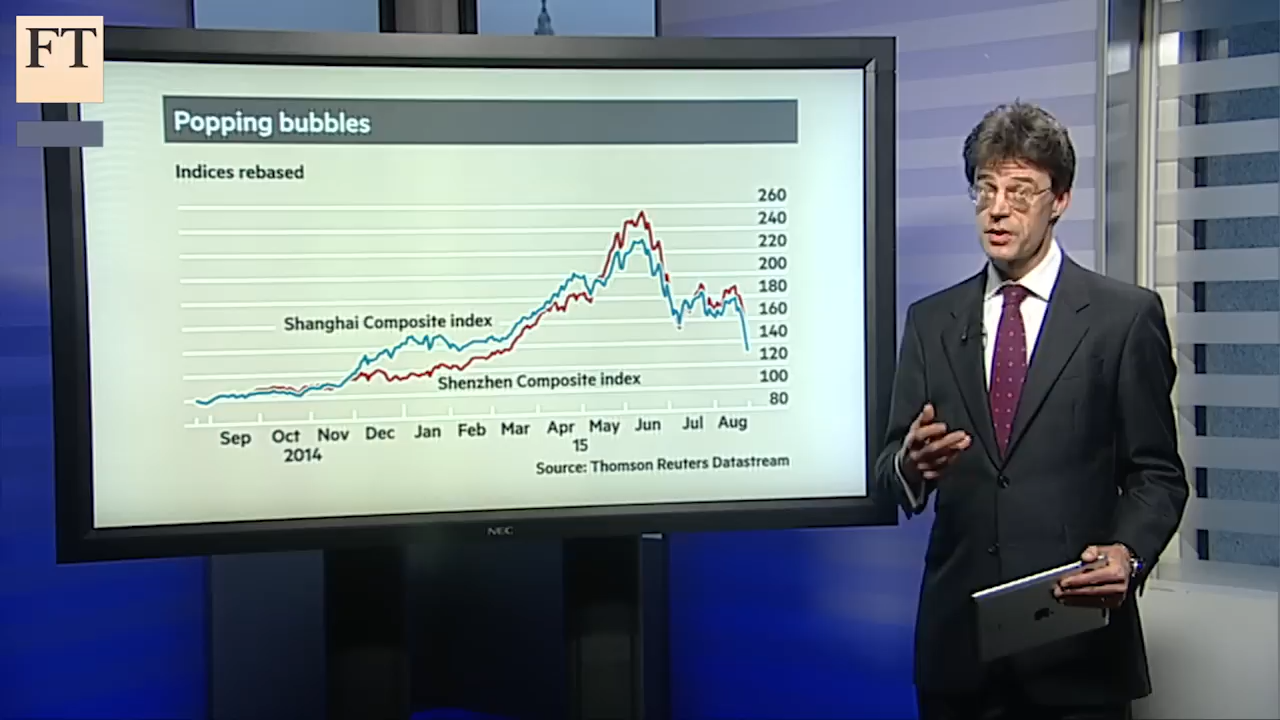 FT
Popping bubbles
Indices rebased
260
240
220
200
180
160
140
120
100
80
Shanghai Composite index
Shenzhen Composite index
Sep Oct Nov Dec Jan Feb Mar Apr May Jun Jul Aug
2014 15
Source: Thomson Reuters Datastream
NEC